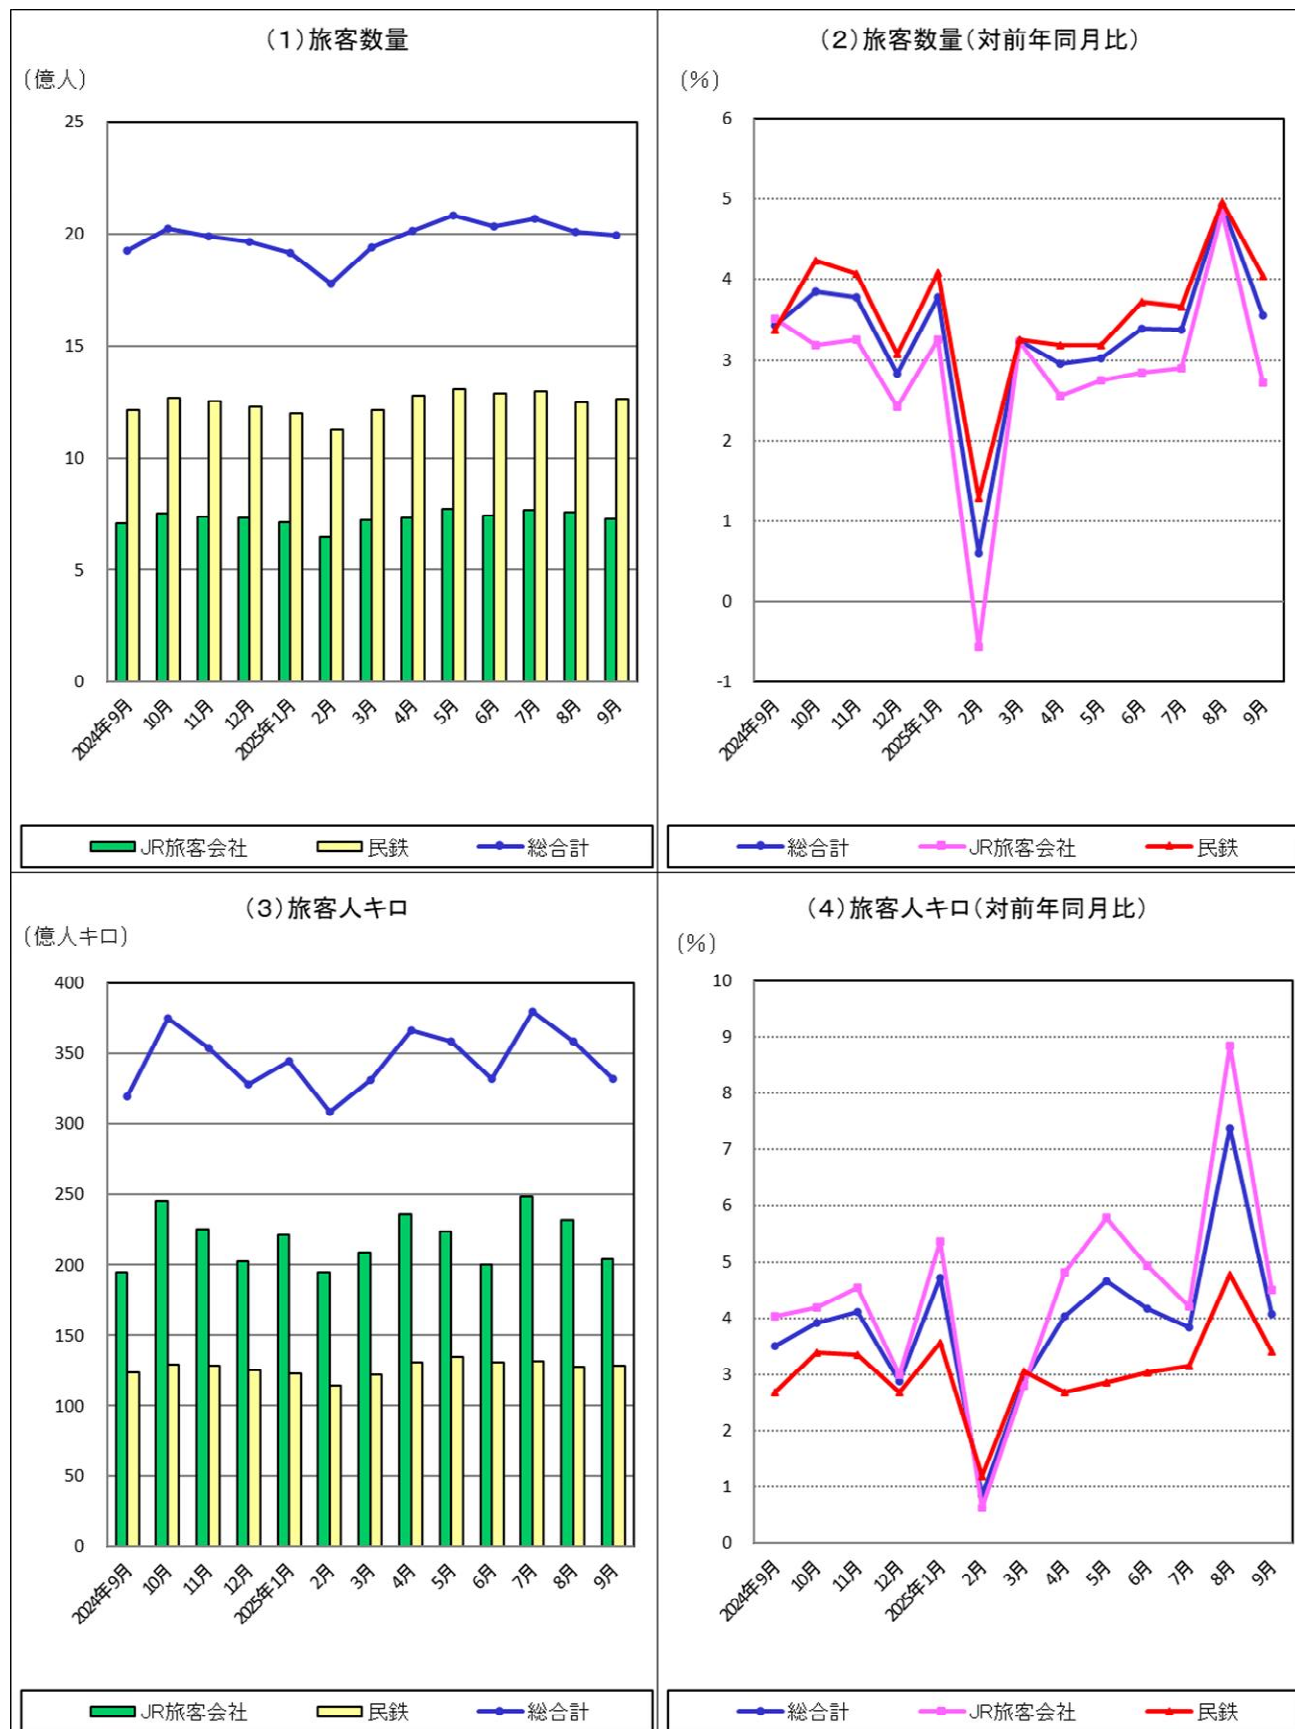 （１）旅客数量
（億人）
25
20
15
10
5
0
2024年9月 10月 11月 12月 2025年1月 2月 3月 4月 5月 6月 7月 8月 9月
JR旅客会社 民鉄 総合計
（２）旅客数量（対前年同月比）
（％）
6
5
4
3
2
1
0
-1
2024年9月 10月 11月 12月 2025年1月 2月 3月 4月 5月 6月 7月 8月 9月
総合計 JR旅客会社 民鉄
（３）旅客人キロ
（億人キロ）
400
350
300
250
200
150
100
50
0
2024年9月 10月 11月 12月 2025年1月 2月 3月 4月 5月 6月 7月 8月 9月
JR旅客会社 民鉄 総合計
（４）旅客人キロ（対前年同月比）
（％）
10
9
8
7
6
5
4
3
2
1
0
2024年9月 10月 11月 12月 2025年1月 2月 3月 4月 5月 6月 7月 8月 9月
総合計 JR旅客会社 民鉄